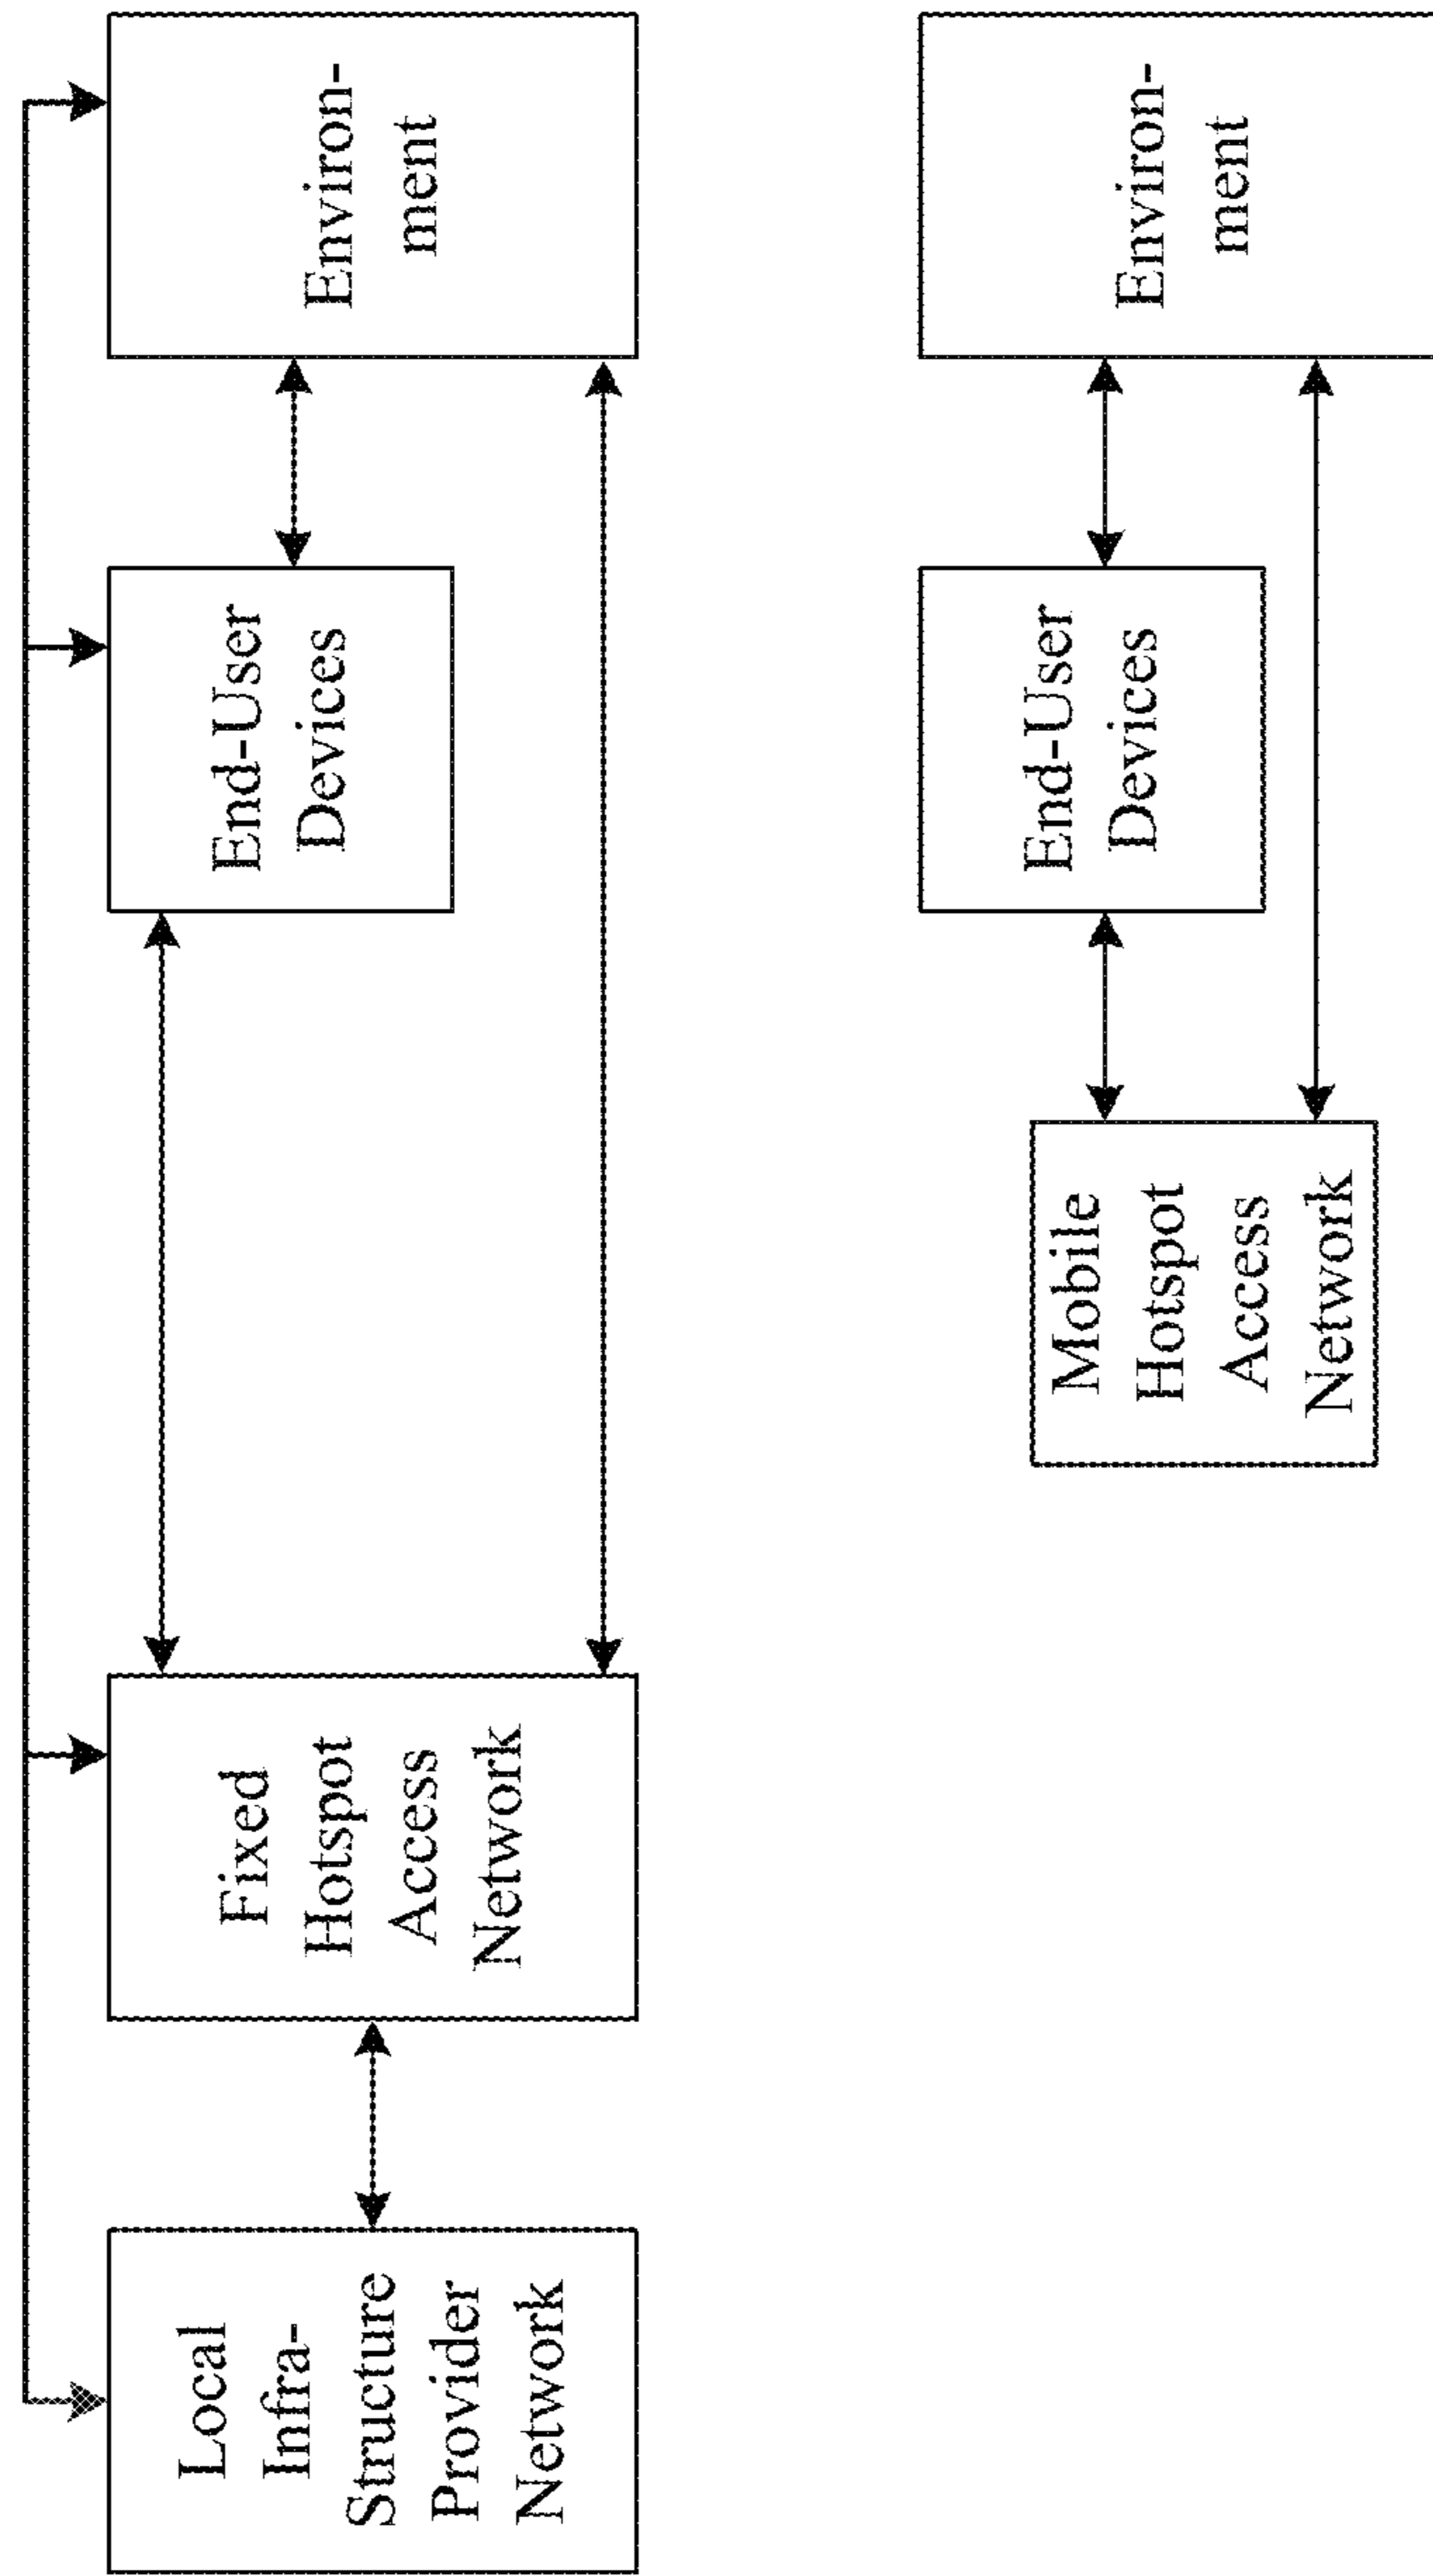 Local
Infra-
Structure
Provider
Network
Fixed
Hotspot
Access
Network
End-User
Devices
Environ-
ment
Mobile
Hotspot
Access
Network
End-User
Devices
Environ-
ment